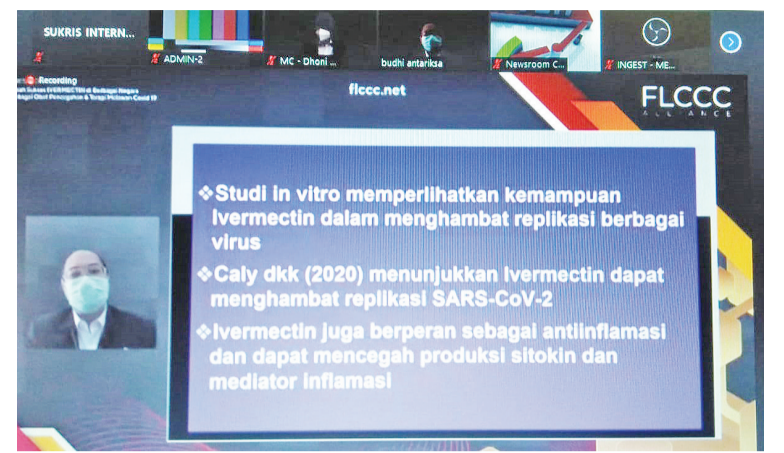 SUKRIS INTERN...
ADMIN-2
MC - Dhoni ...
budhi antariksa
Newsroom C...
INGEST - ME...
Recording
flccc.net
FLCCC
ALLIANCE
❖Studi in vitro memperlihatkan kemampuan
Ivermectin dalam menghambat replikasi berbagai
virus
❖Caly dkk (2020) menunjukkan Ivermectin dapat
menghambat replikasi SARS-CoV-2
❖Ivermectin juga berperan sebagai antiinflamasi
dan dapat mencegah produksi sitokin dan
mediator inflamasi